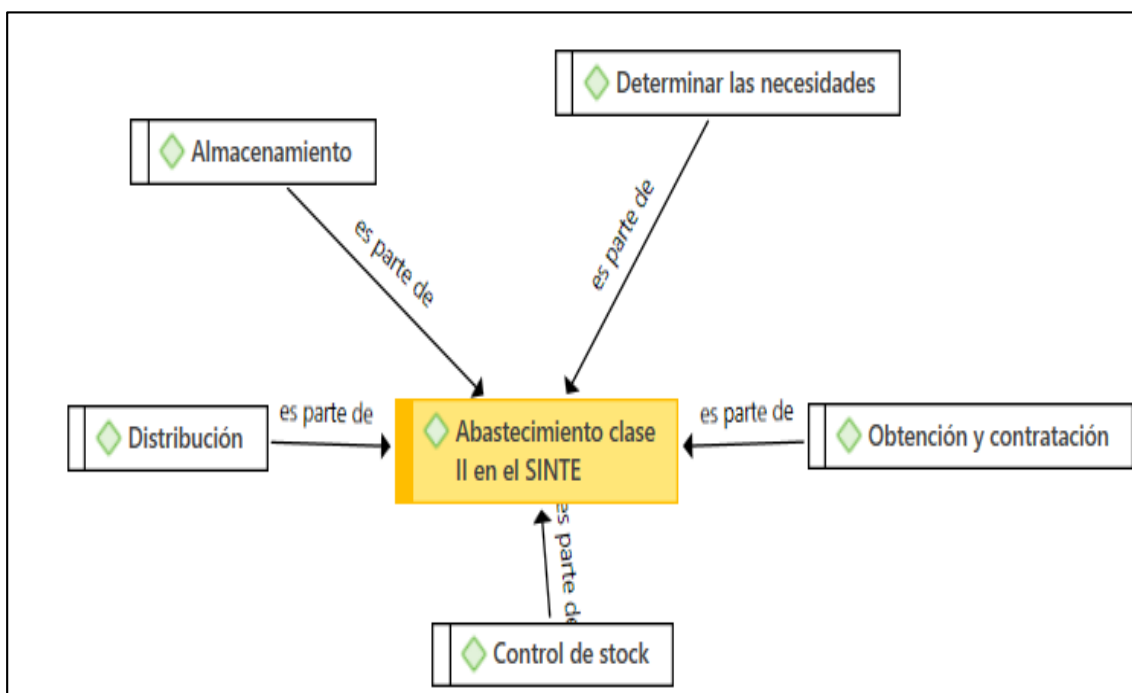 Determinar las necesidades
Almacenamiento
es parte de
es parte de
Distribución
es parte de
Abastecimiento clase
II en el SINTE
es parte de
Obtención y contratación
es parte de
Control de stock